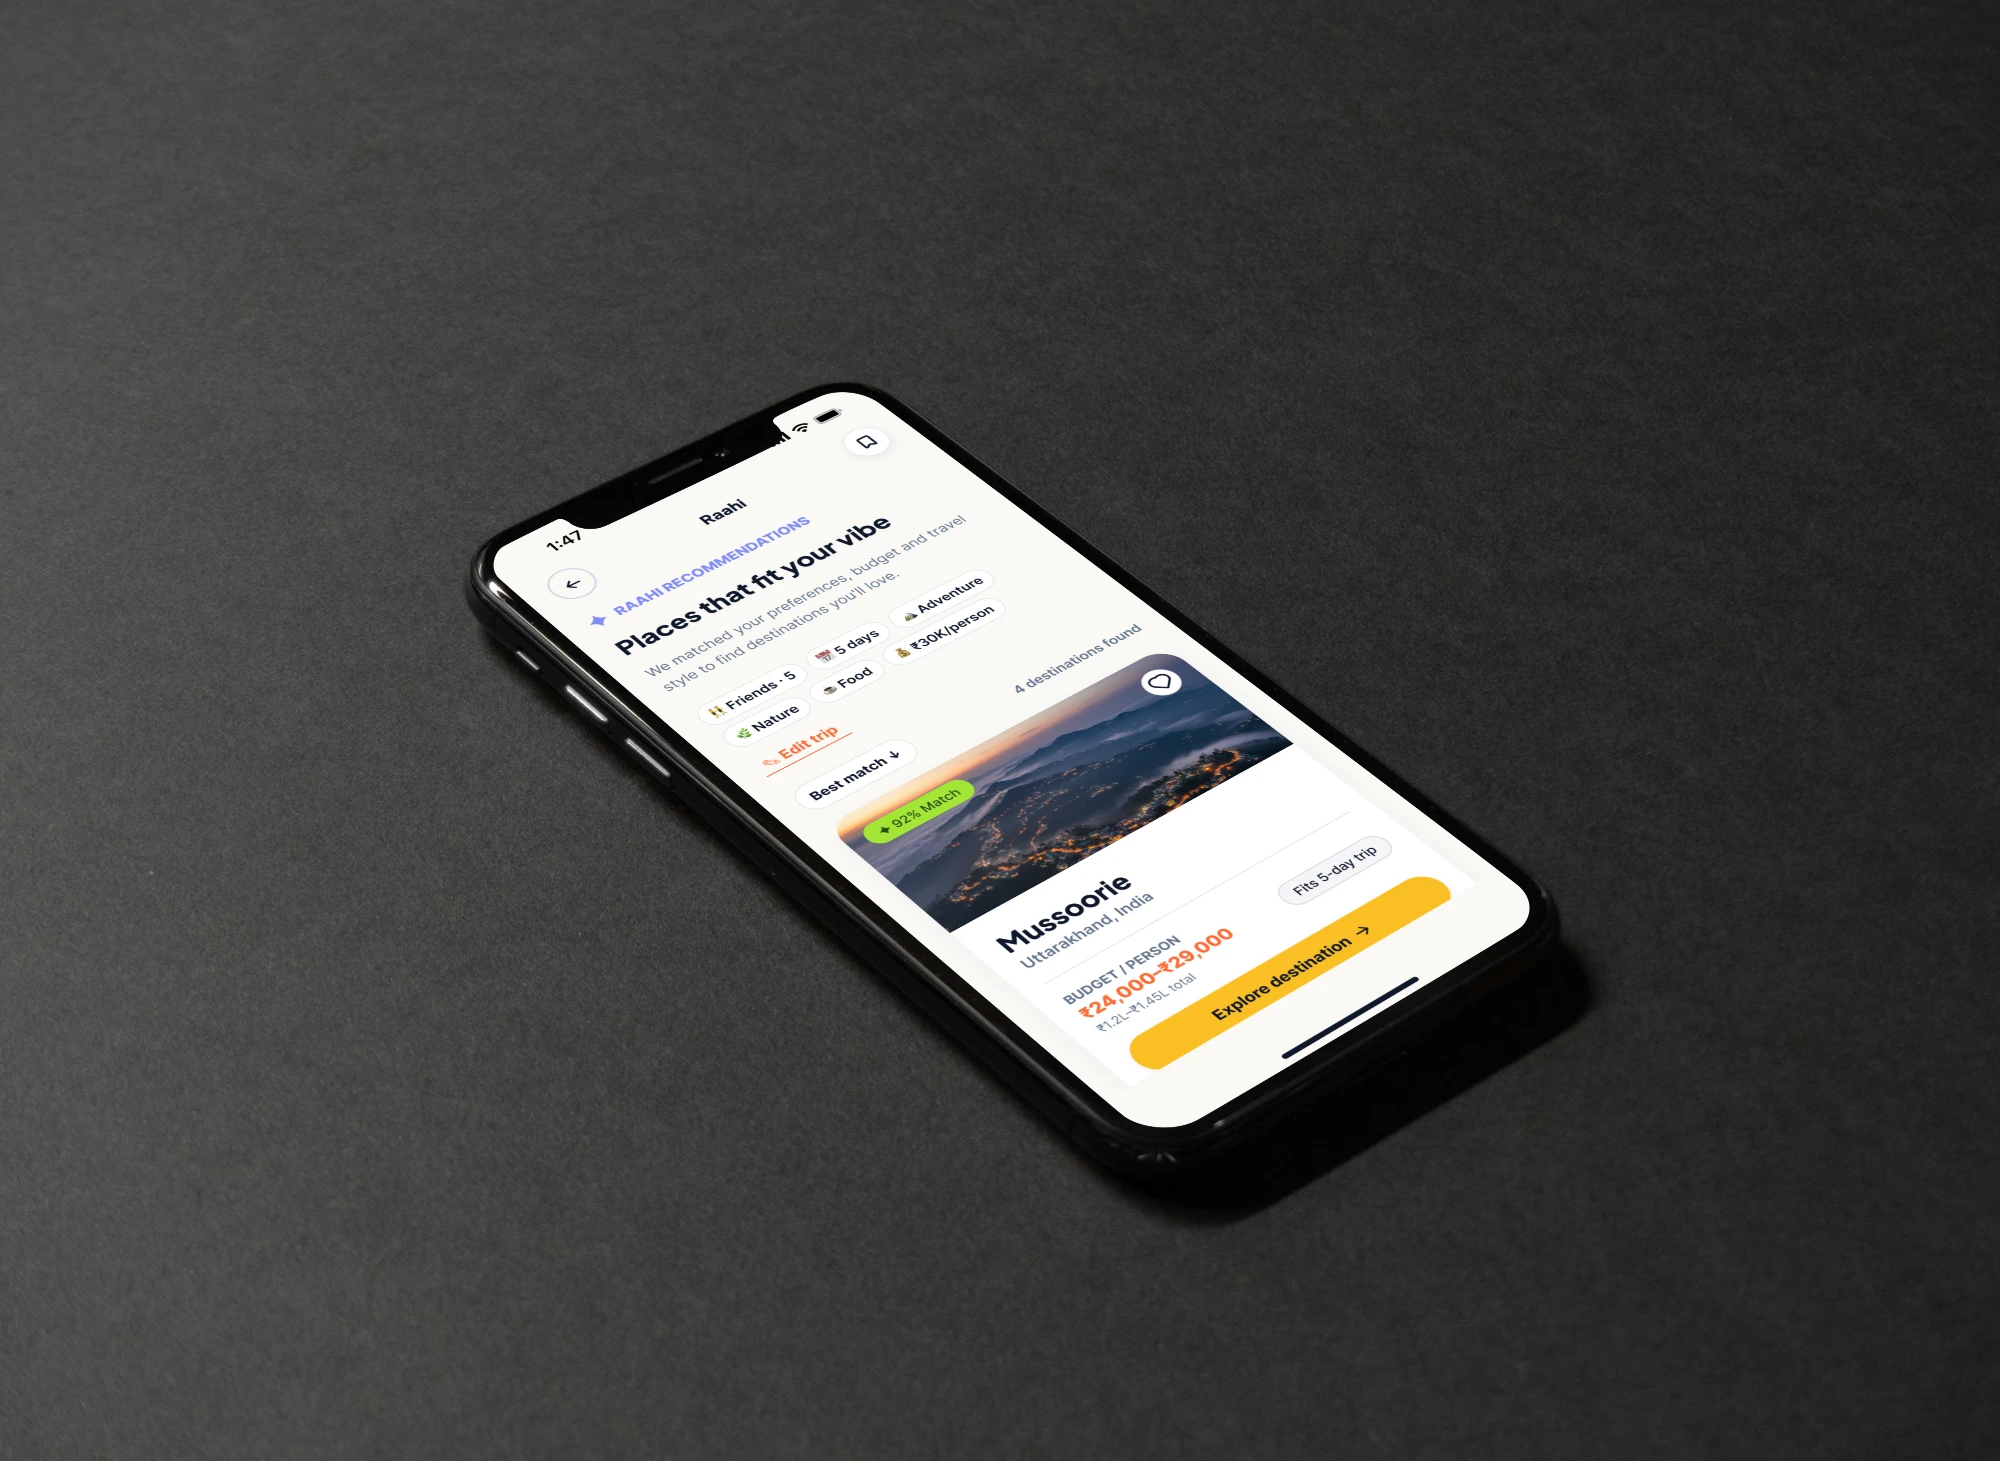 1:47
Raahi
RAAHI RECOMMENDATIONS
Places that fit your vibe
We matched your preferences, budget and travel
style to find destinations you'll love.
Friends · 5
5 days
Adventure
Nature
Food
₹30K/person
Edit trip
Best match ↓
4 destinations found
92% Match
Mussoorie
Uttarakhand, India
BUDGET / PERSON
₹24,000–₹29,000
₹1.2L–₹1.45L total
Fits 5-day trip
Explore destination →